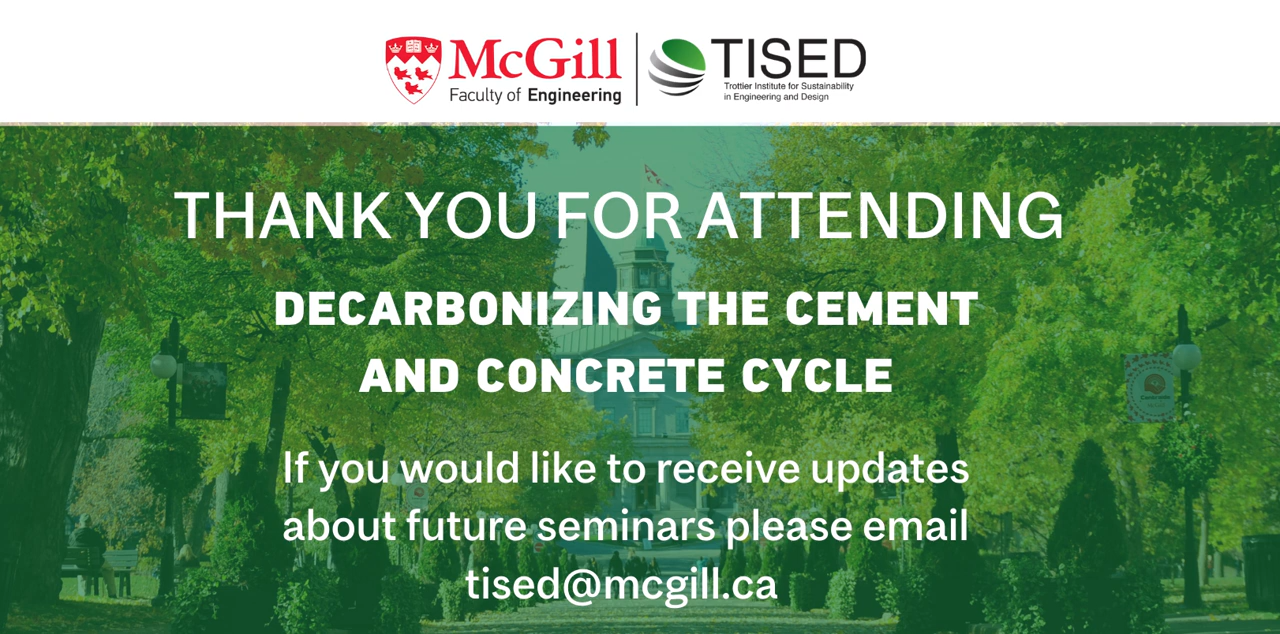 McGill
Faculty of Engineering
TISED
Trottier Institute for Sustainability
in Engineering and Design
THANK YOU FOR ATTENDING
DECARBONIZING THE CEMENT
AND CONCRETE CYCLE
If you would like to receive updates
about future seminars please email
tised@mcgill.ca